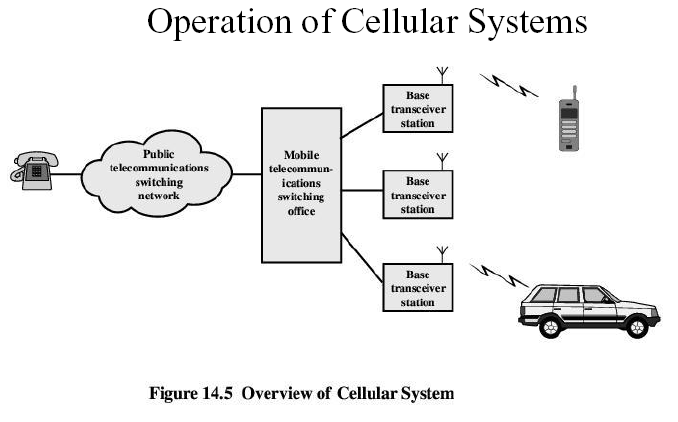 Operation of Cellular Systems
Public
telecommunications
switching
network
Mobile
telecommun-
ications
switching
office
Base
transceiver
station
Base
transceiver
station
Base
transceiver
station
Figure 14.5 Overview of Cellular System